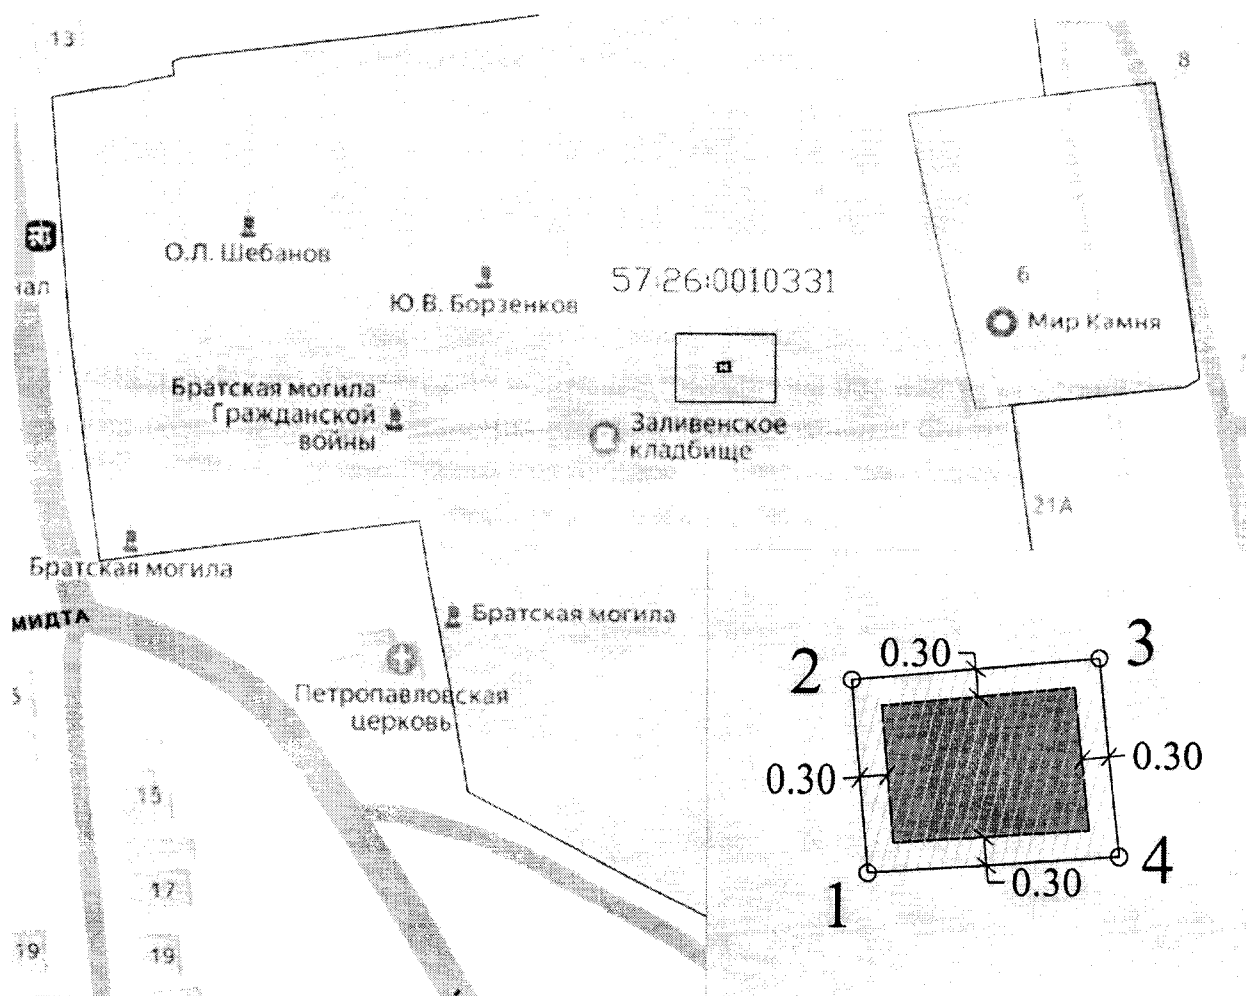 13
8
О.Л. Шебанов
нал
Ю.В. Борзенков
57:26:0010331
6
Мир Камня
Братская могила
Гражданской
войны
Заливенское
кладбище
21А
Братская могила
МИДТА
Братская могила
Петропавловская
церковь
2
0.30
3
0.30
0.30
15
4
0.30
1
17
19
19